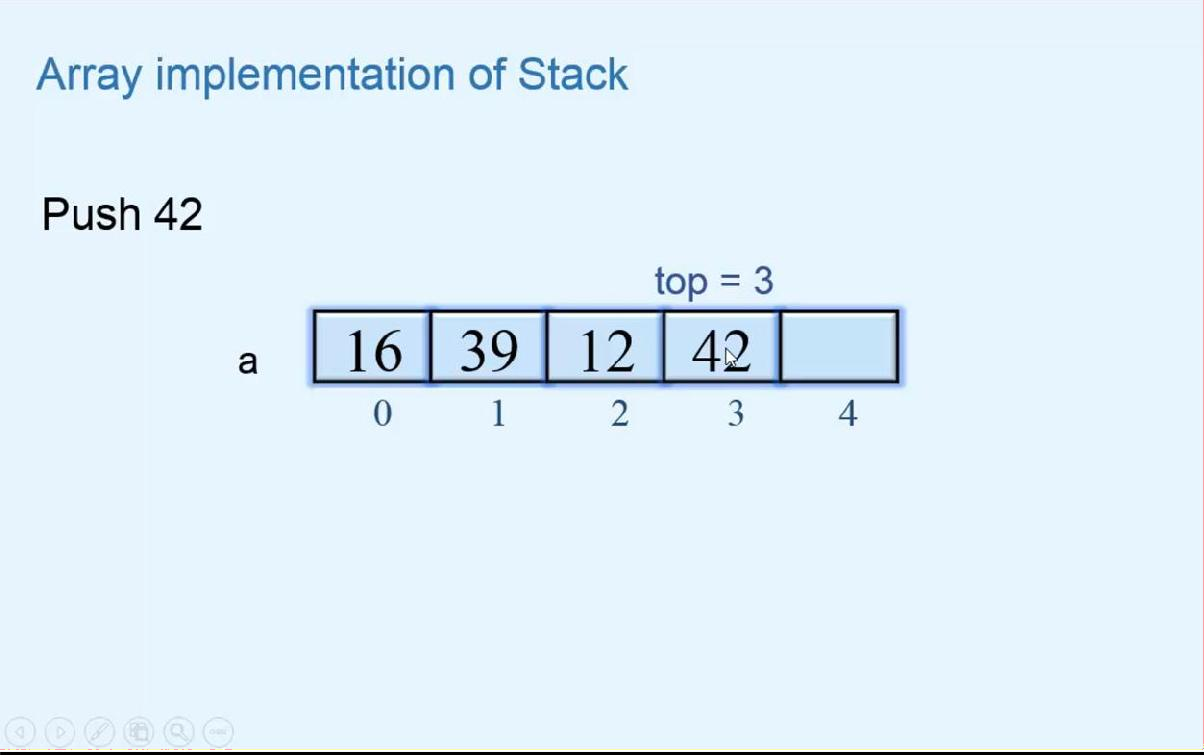 Array implementation of Stack
Push 42
top = 3
a 16 39 12 42
0 1 2 3 4